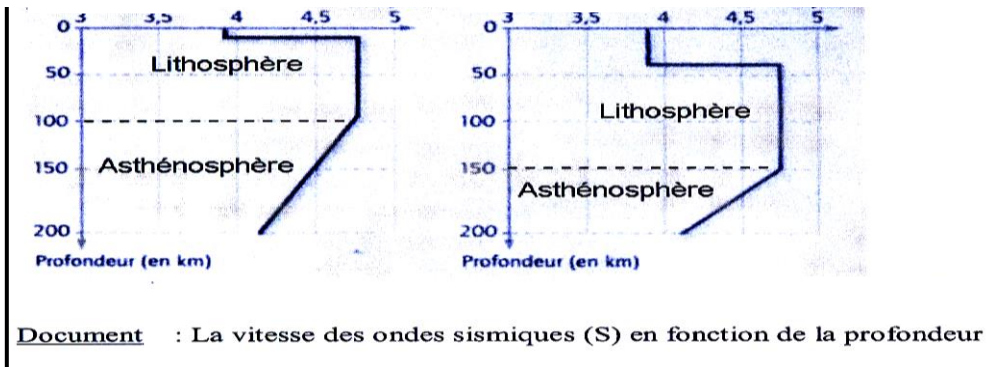 3 3,5 4 4,5 5
0
50
100
150
200
Lithosphère
Asthénosphère
Profondeur (en km)
3 3,5 4 4,5 5
0
50
100
150
200
Lithosphère
Asthénosphère
Profondeur (en km)
Document : La vitesse des ondes sismiques (S) en fonction de la profondeur